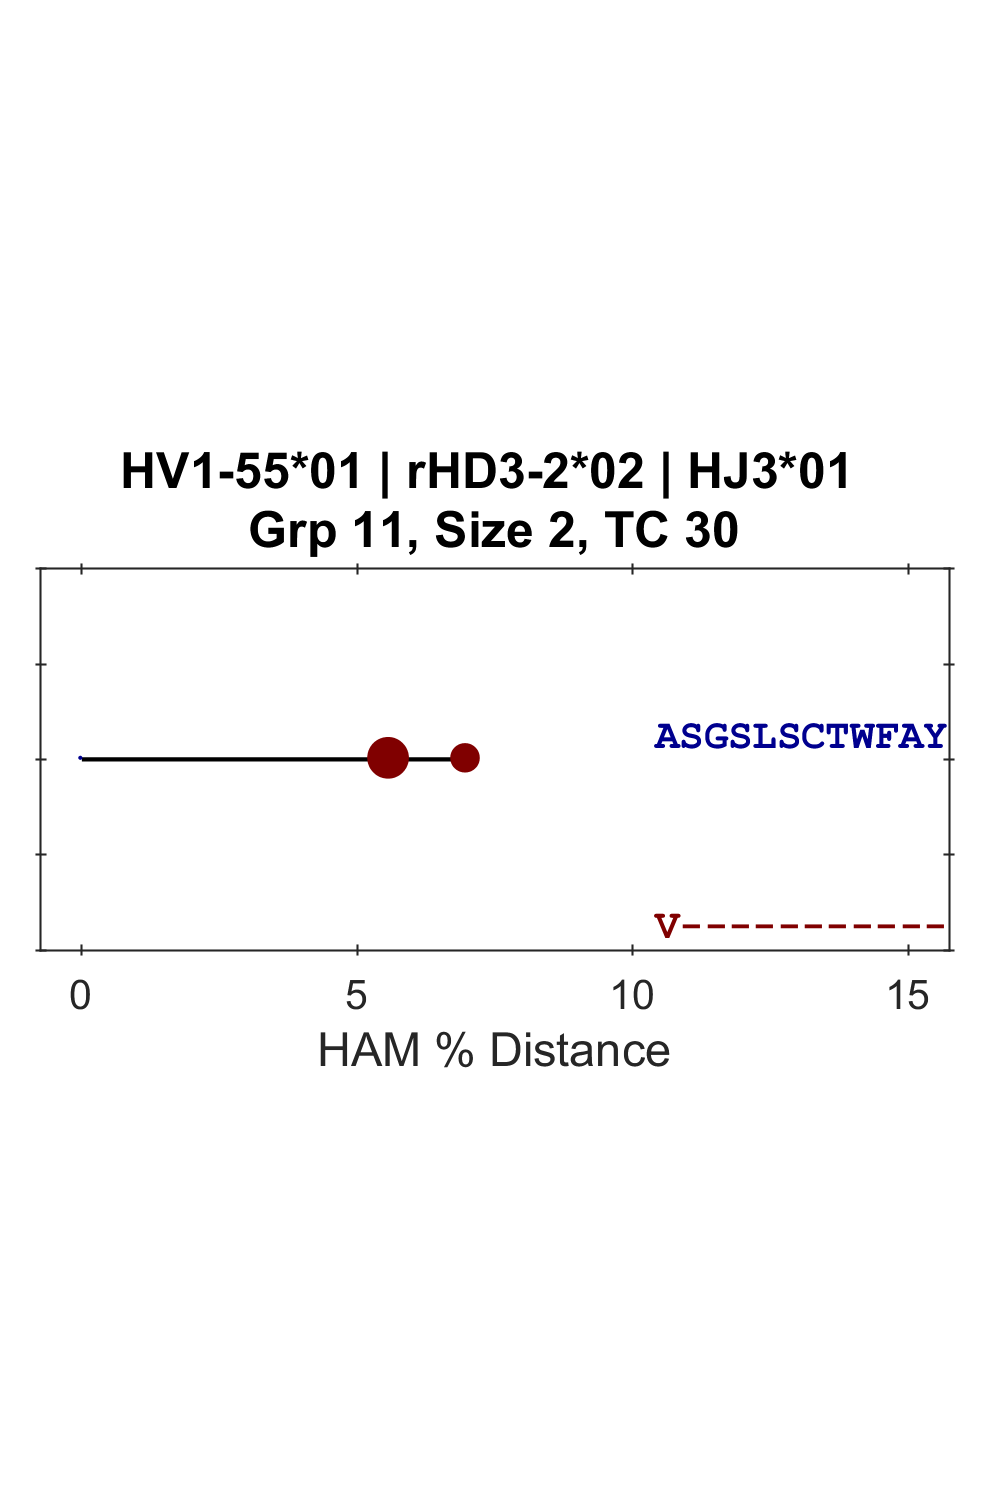 HV1-55*01 | rHD3-2*02 | HJ3*01
Grp 11, Size 2, TC 30
ASGSLSCTWFAY
V-----------
0 5 10 15
HAM % Distance